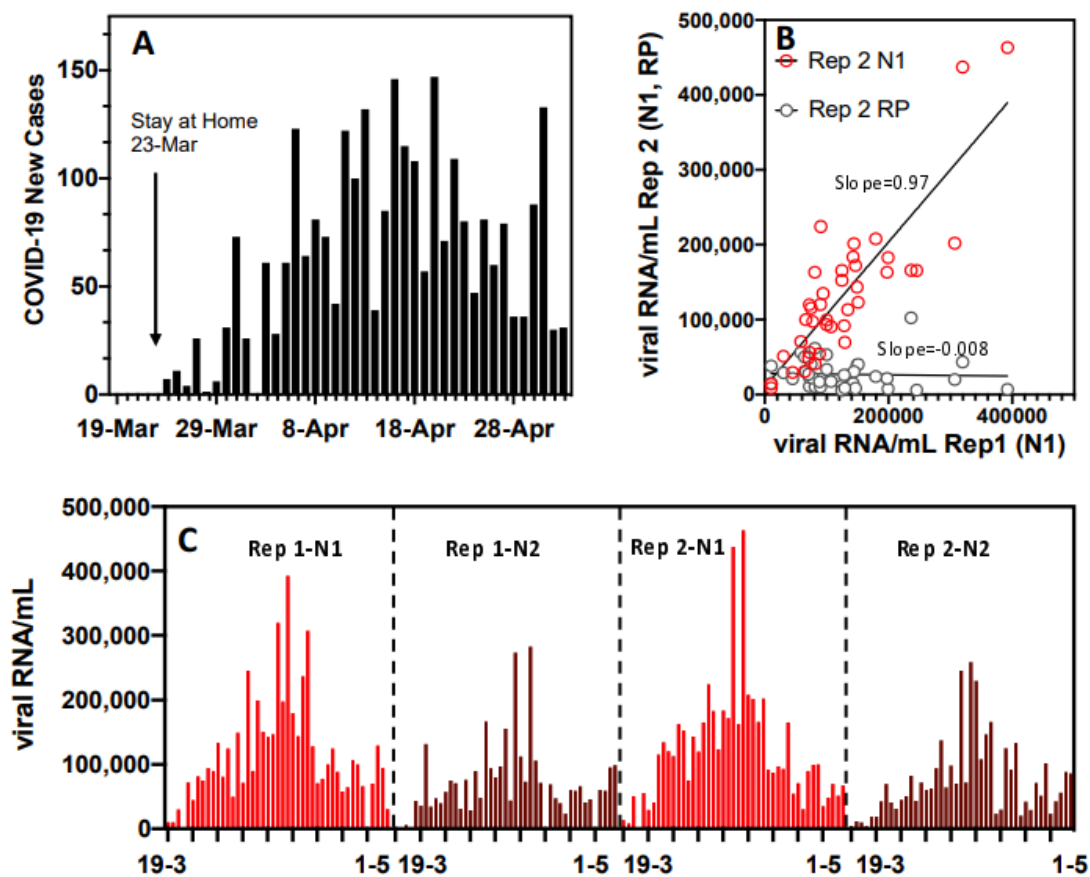 A
COVID-19 New Cases
150
100
50
0
Stay at Home
23-Mar
19-Mar 29-Mar 8-Apr 18-Apr 28-Apr
B
viral RNA/mL Rep 2 (N1, RP)
500,000
400,000
300,000
200,000
100,000
0
Rep 2 N1
Rep 2 RP
Slope=0.97
Slope=-0.008
0 200000 400000
viral RNA/mL Rep1 (N1)
C
viral RNA/mL
500,000
400,000
300,000
200,000
100,000
0
Rep 1-N1 Rep 1-N2 Rep 2-N1 Rep 2-N2
19-3 1-5 19-3 1-5 19-3 1-5 19-3 1-5